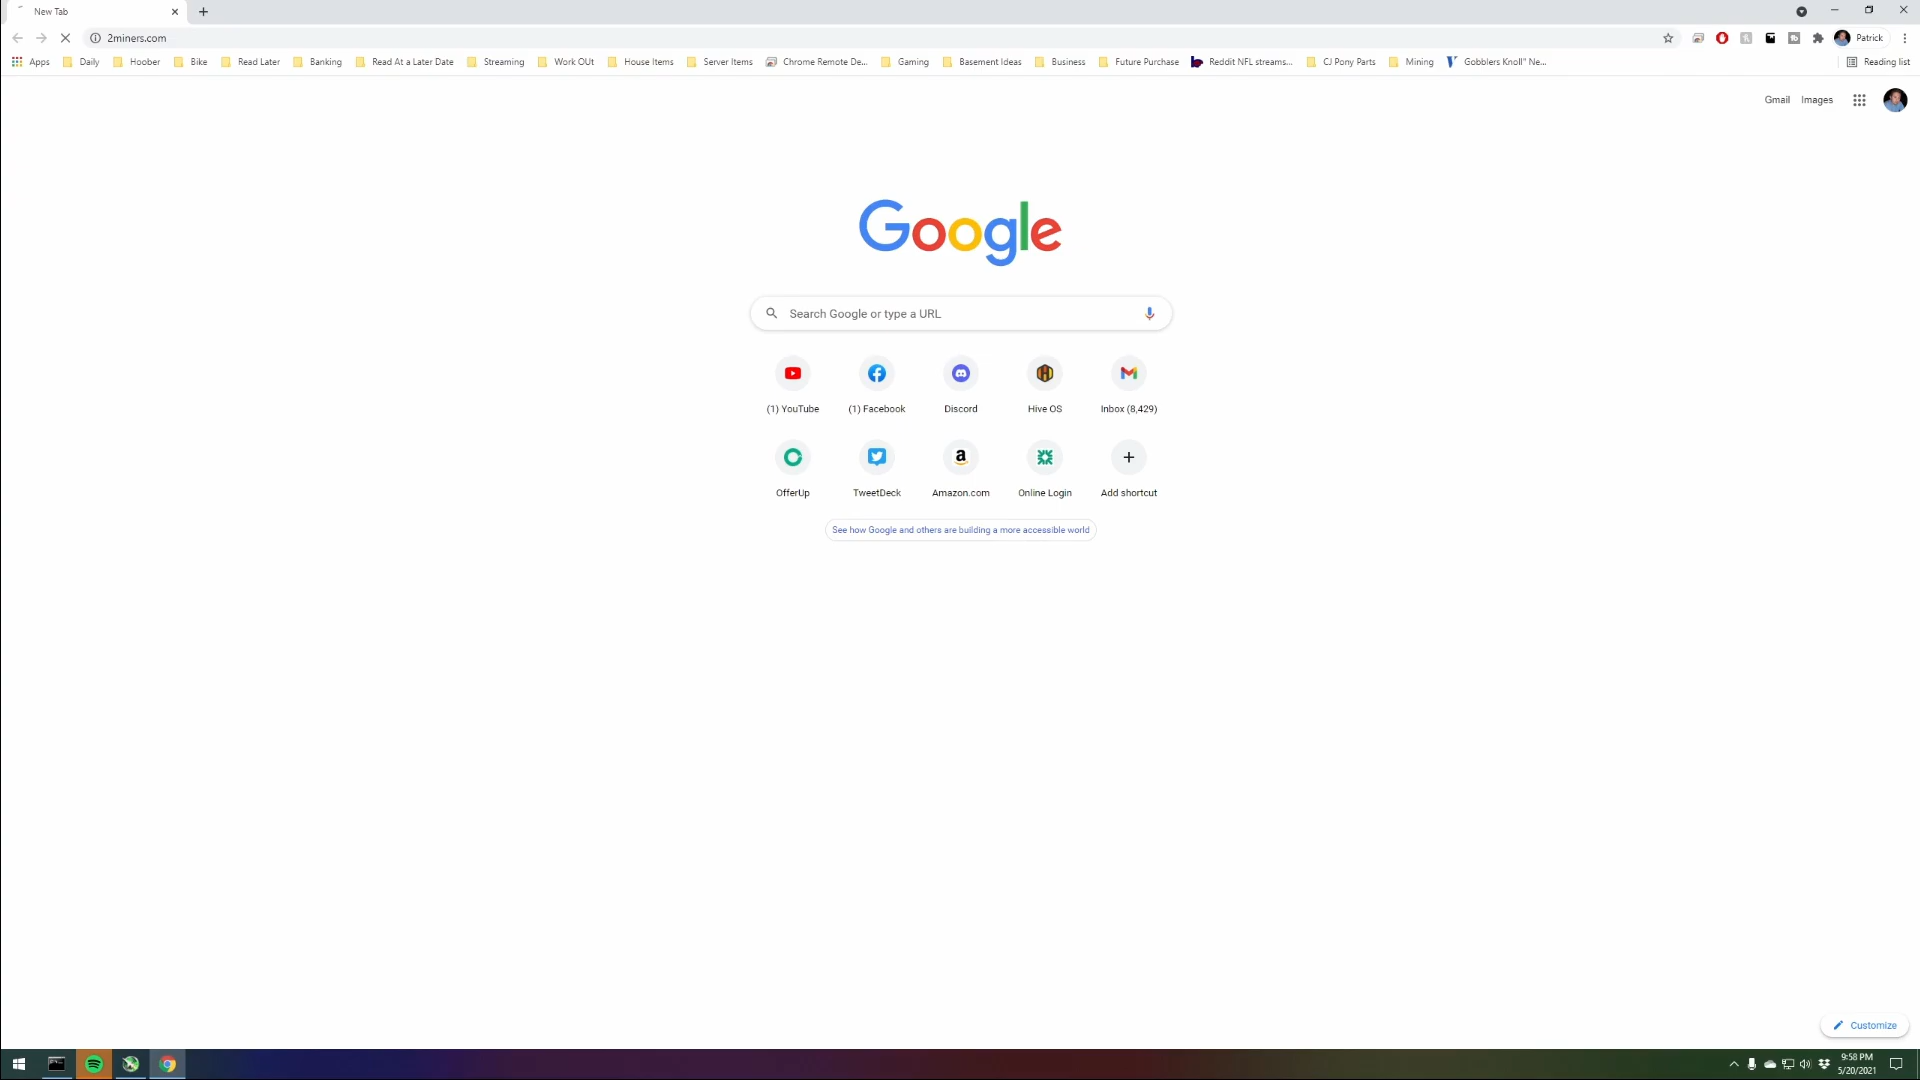 New Tab
2miners.com
Patrick
Apps Daily Hoober Bike Read Later Banking Read At a Later Date Streaming Work OUt House Items Server Items Chrome Remote De... Gaming Basement Ideas Business Future Purchase Reddit NFL streams... CJ Pony Parts Mining Gobblers Knoll" Ne... Reading list
Gmail Images
Google
Search Google or type a URL
(1) YouTube (1) Facebook Discord Hive OS Inbox (8,429)
OfferUp TweetDeck Amazon.com Online Login Add shortcut
See how Google and others are building a more accessible world
Customize
9:58 PM
5/20/2021